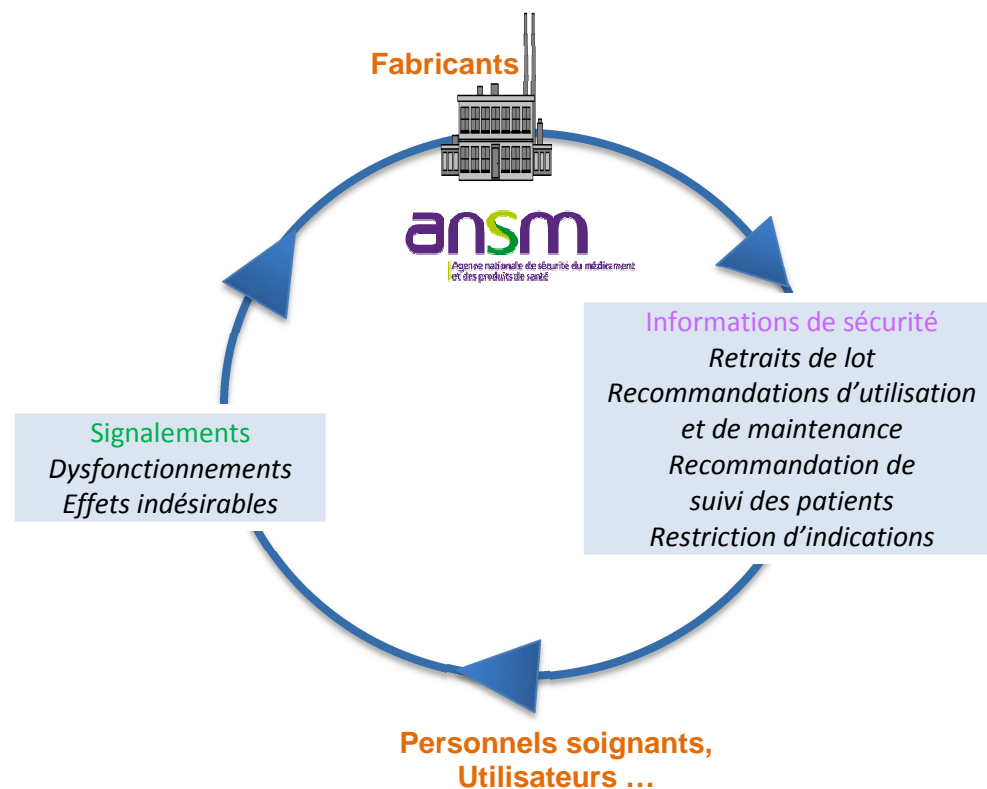 Fabricants
ansm
Agence nationale de sécurité du médicament
et des produits de santé
Informations de sécurité
Retraits de lot
Recommandations d’utilisation
et de maintenance
Recommandation de
suivi des patients
Restriction d’indications
Signalements
Dysfonctionnements
Effets indésirables
Personnels soignants,
Utilisateurs …